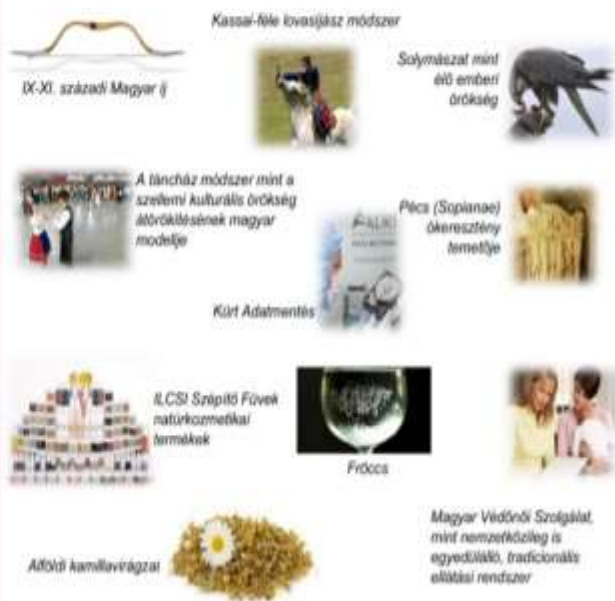 Kassai-féle lovasíjász módszer
IX-XI. századi Magyar íj
Solymászat mint
élő emberi
örökség
A táncház módszer mint a
szellemi kulturális örökség
átörökítésének magyar
modellje
Pécs (Sopianae)
ókeresztény
temetője
Kürt Adatmentés
ILCSI Szépítő Füvek
natúrkozmetikai
termékek
Fröccs
Alföldi kamillavirágzat
Magyar Védőnői Szolgálat,
mint nemzetközileg is
egyedülálló, tradicionális
ellátási rendszer